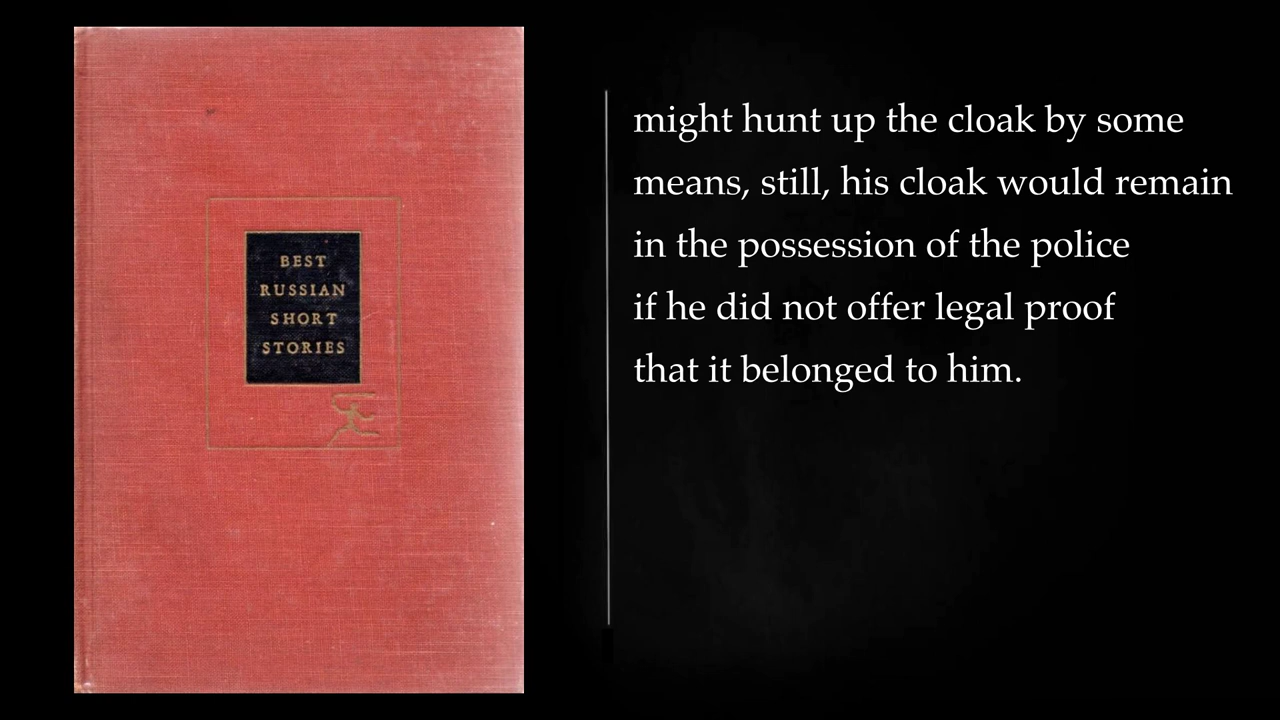 BEST
RUSSIAN
SHORT
STORIES
might hunt up the cloak by some
means, still, his cloak would remain
in the possession of the police
if he did not offer legal proof
that it belonged to him.